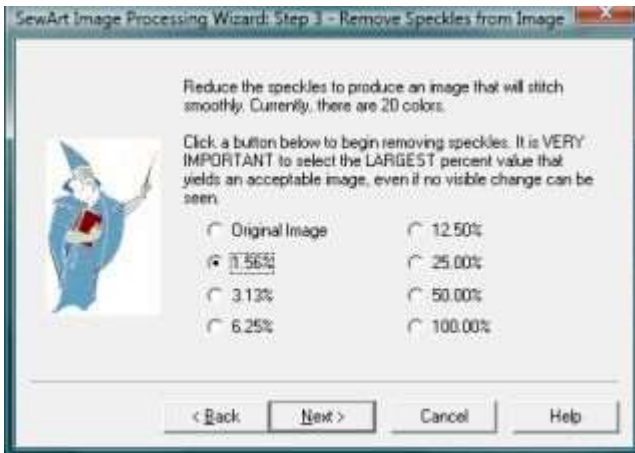 SewArt Image Processing Wizard: Step 3 - Remove Speckles from Image
Reduce the speckles to produce an image that will stitch
smoothly. Currently, there are 20 colors.
Click a button below to begin removing speckles. It is VERY
IMPORTANT to select the LARGEST percent value that
yields an acceptable image, even if no visible change can be
seen.
Original Image
1.56%
3.13%
6.25%
12.50%
25.00%
50.00%
100.00%
< Back
Next >
Cancel
Help